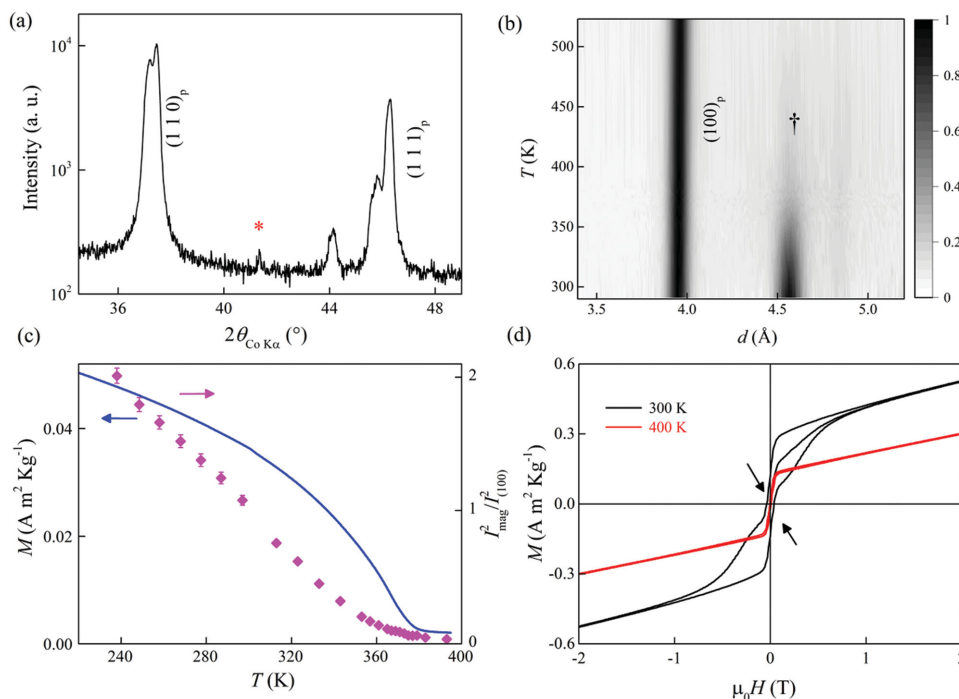 (a)
10⁴
10³
10²
Intensity (a. u.)
(1 1 0)ₚ
*
(1 1 1)ₚ
36 40 44 48
2θ Co Kα (°)
(b)
500
450
400
350
300
T (K)
(100)ₚ
†
3.5 4.0 4.5 5.0
d (Å)
1
0.8
0.6
0.4
0.2
0
(c)
0.04
0.02
0.00
M (A m² Kg⁻¹)
2
1
0
I²mag/I²(100)
240 280 320 360 400
T (K)
(d)
0.6
0.3
0.0
-0.3
-0.6
M (A m² Kg⁻¹)
300 K
400 K
-2 -1 0 1 2
μ₀H (T)